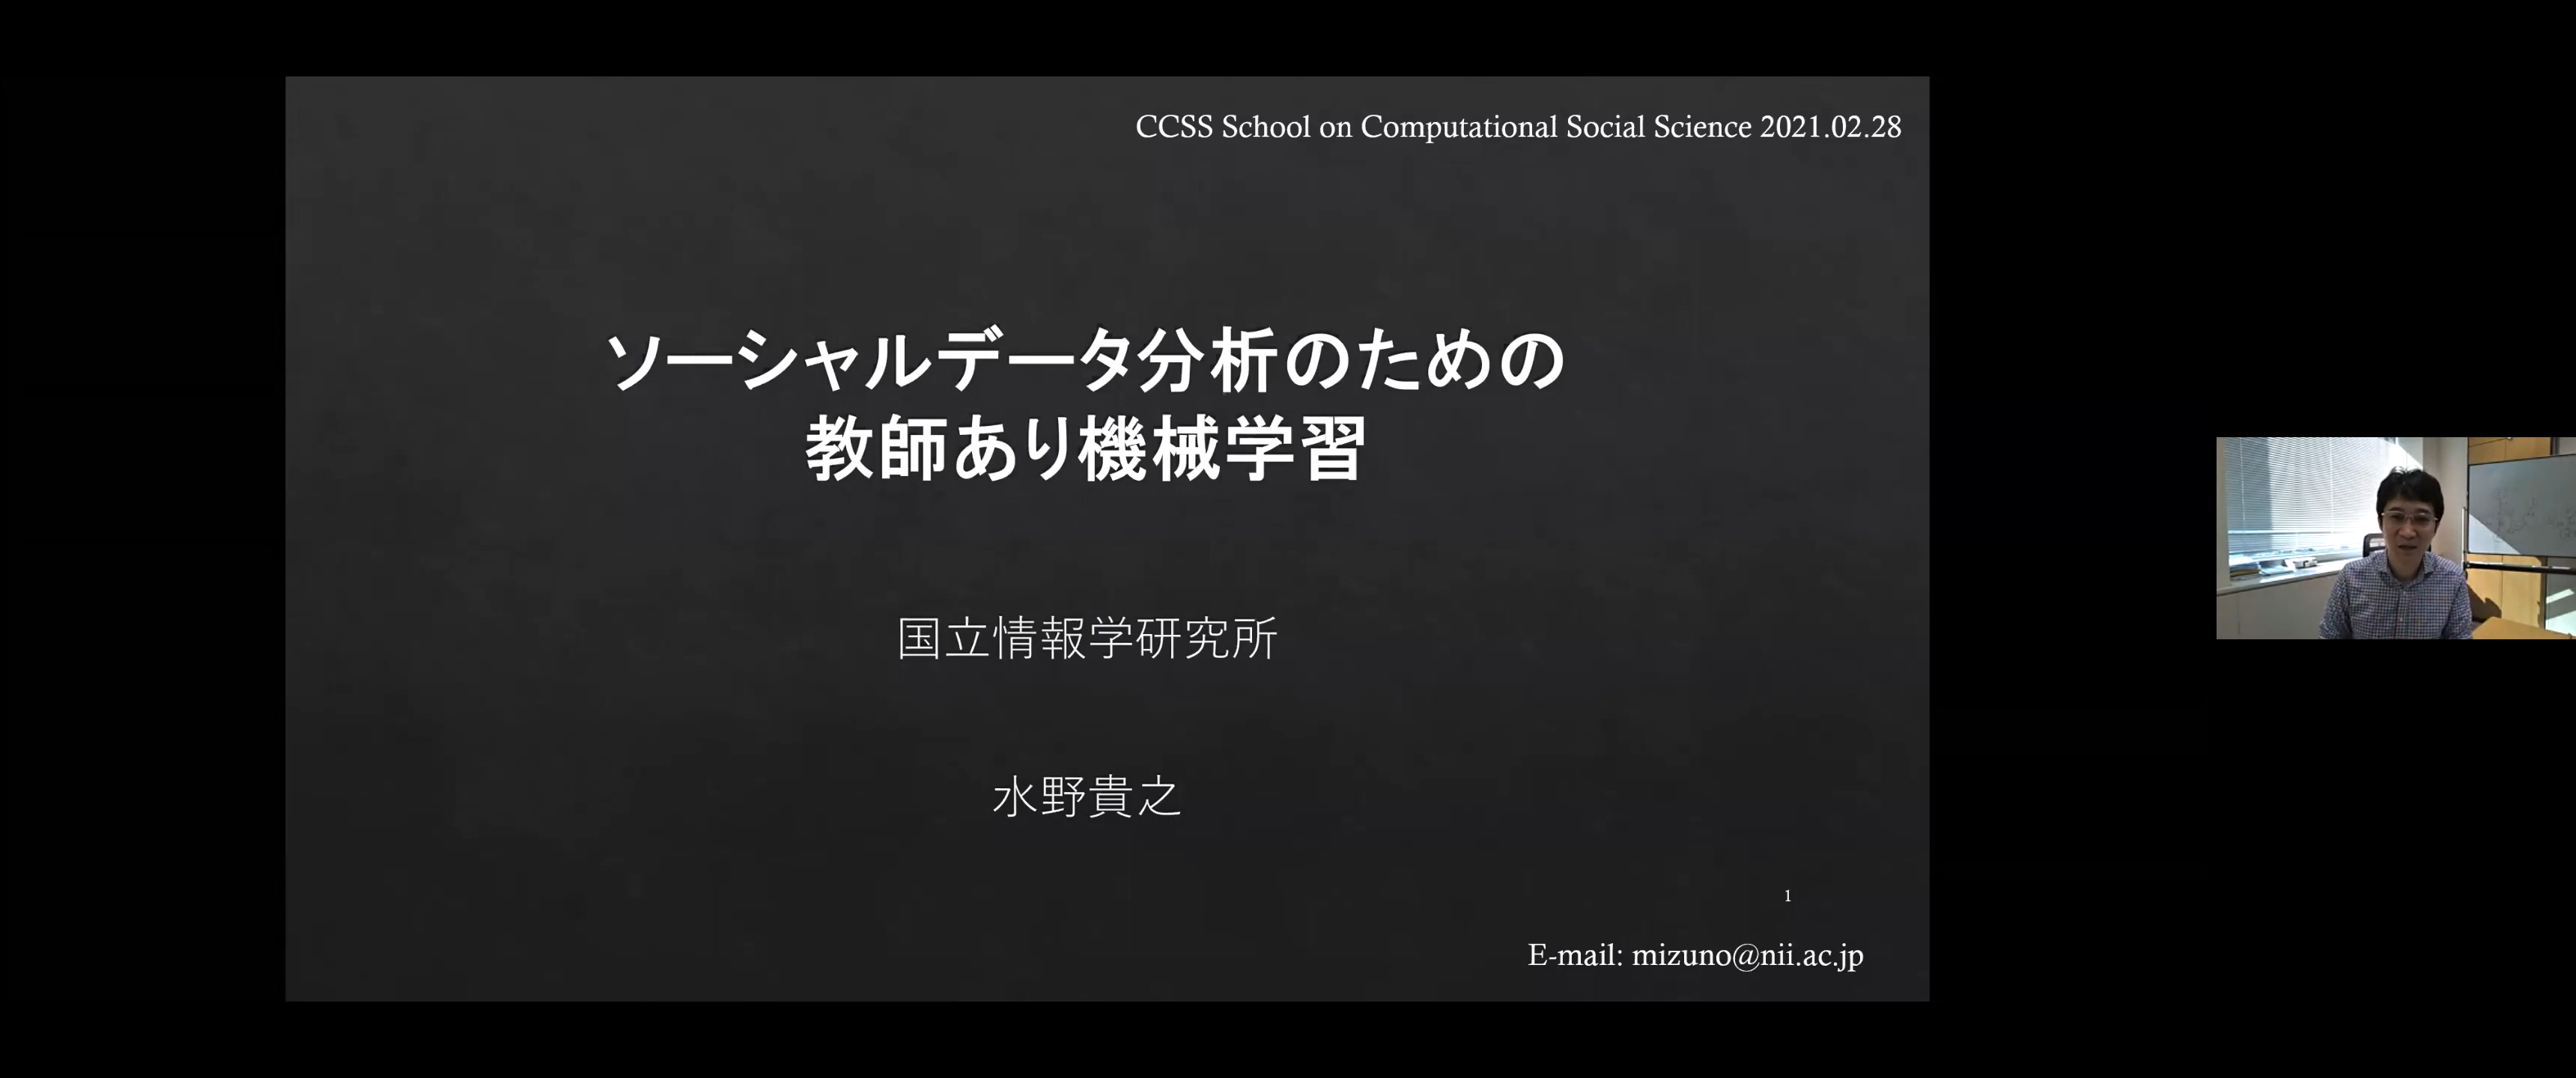 CCSS School on Computational Social Science 2021.02.28
ソーシャルデータ分析のための
教師あり機械学習
国立情報学研究所
水野貴之
1
E-mail: mizuno@nii.ac.jp